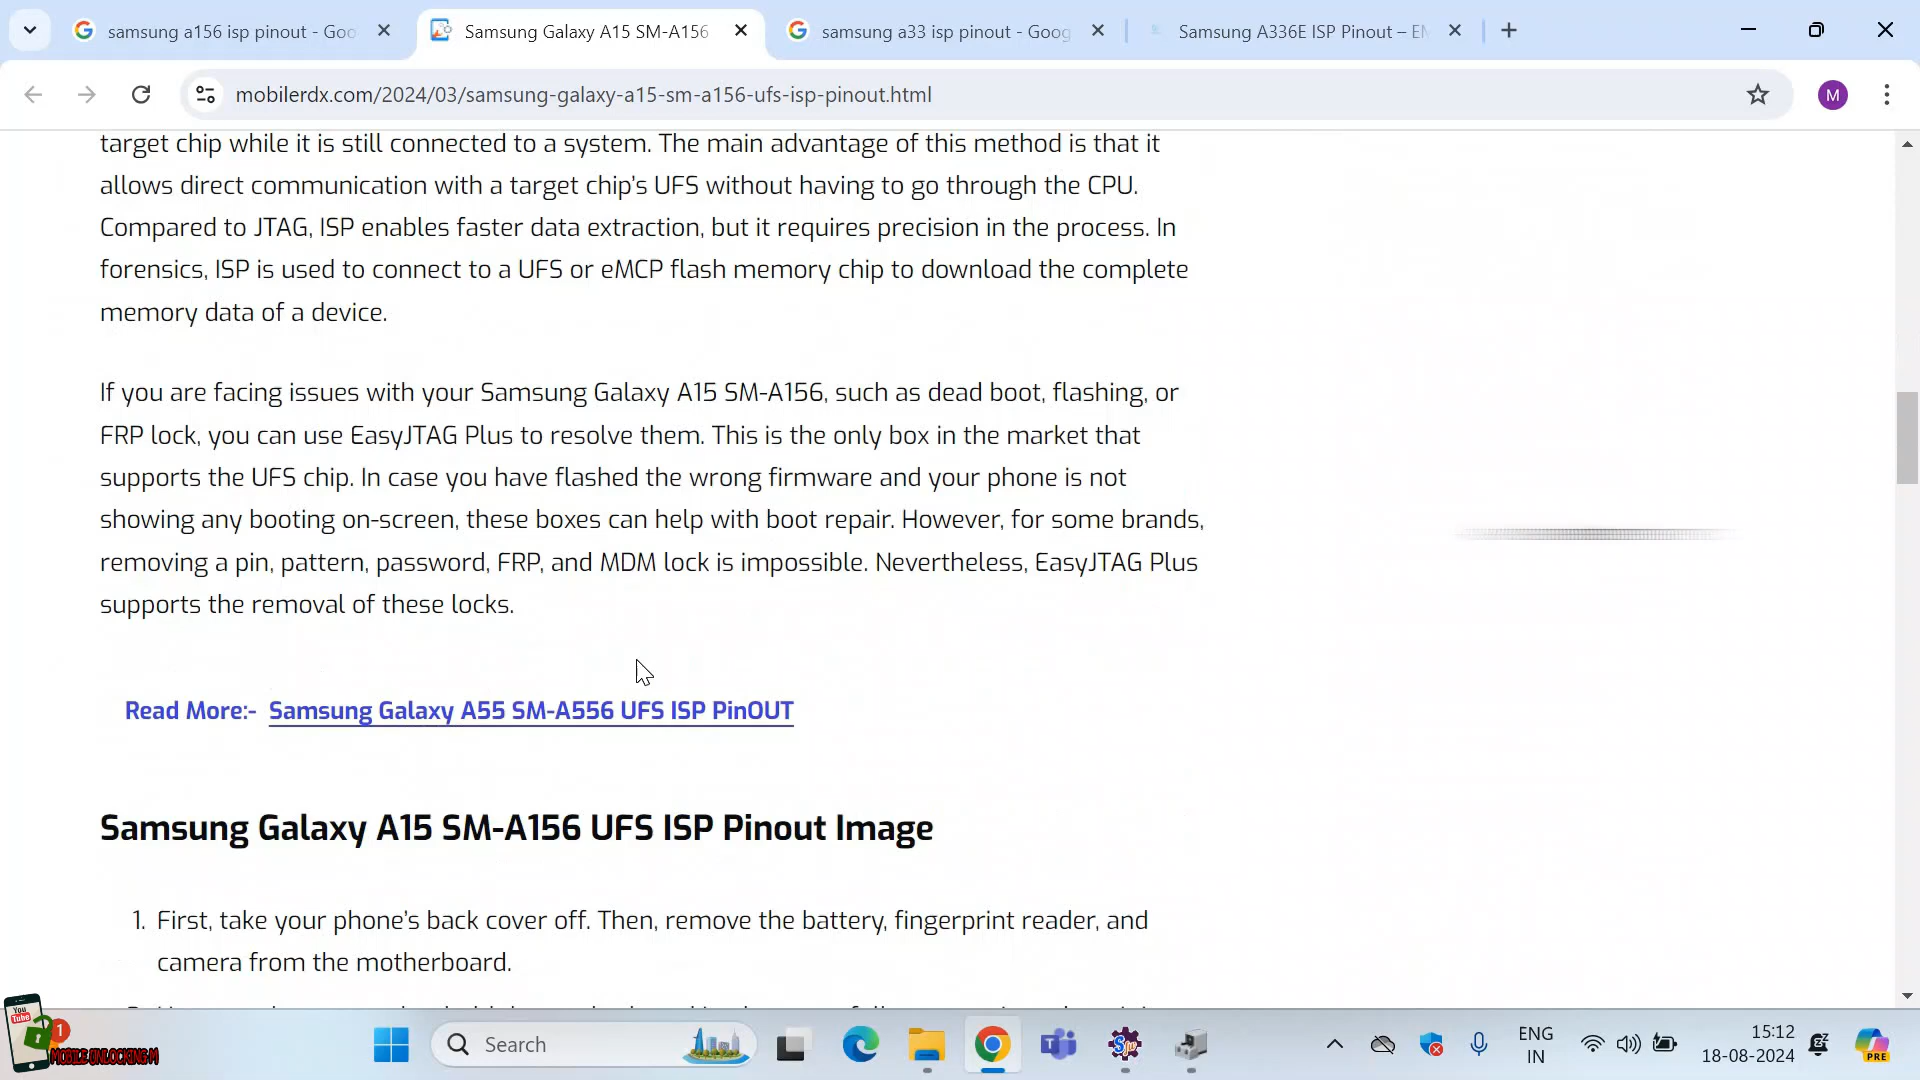 samsung a156 isp pinout - Goo
Samsung Galaxy A15 SM-A156
samsung a33 isp pinout - Goog
Samsung A336E ISP Pinout – EM
mobilerdx.com/2024/03/samsung-galaxy-a15-sm-a156-ufs-isp-pinout.html
M
target chip while it is still connected to a system. The main advantage of this method is that it
allows direct communication with a target chip's UFS without having to go through the CPU.
Compared to JTAG, ISP enables faster data extraction, but it requires precision in the process. In
forensics, ISP is used to connect to a UFS or eMCP flash memory chip to download the complete
memory data of a device.
If you are facing issues with your Samsung Galaxy A15 SM-A156, such as dead boot, flashing, or
FRP lock, you can use EasyJTAG Plus to resolve them. This is the only box in the market that
supports the UFS chip. In case you have flashed the wrong firmware and your phone is not
showing any booting on-screen, these boxes can help with boot repair. However, for some brands,
removing a pin, pattern, password, FRP, and MDM lock is impossible. Nevertheless, EasyJTAG Plus
supports the removal of these locks.
Read More:- Samsung Galaxy A55 SM-A556 UFS ISP PinOUT
Samsung Galaxy A15 SM-A156 UFS ISP Pinout Image
1. First, take your phone's back cover off. Then, remove the battery, fingerprint reader, and
camera from the motherboard.
You Tube
1
MOBILE UNLOCKING M
Search
ENG
IN
15:12
18-08-2024
PRE